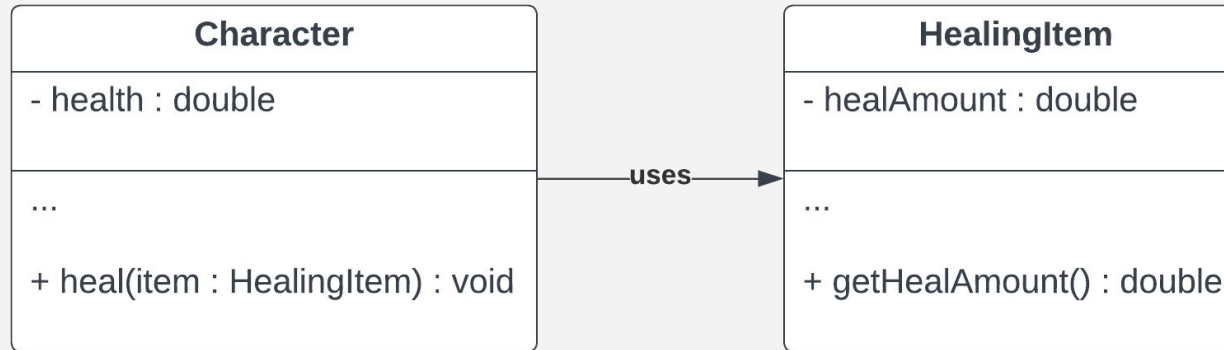 Character
- health : double
...
+ heal(item : HealingItem) : void
uses
HealingItem
- healAmount : double
...
+ getHealAmount() : double